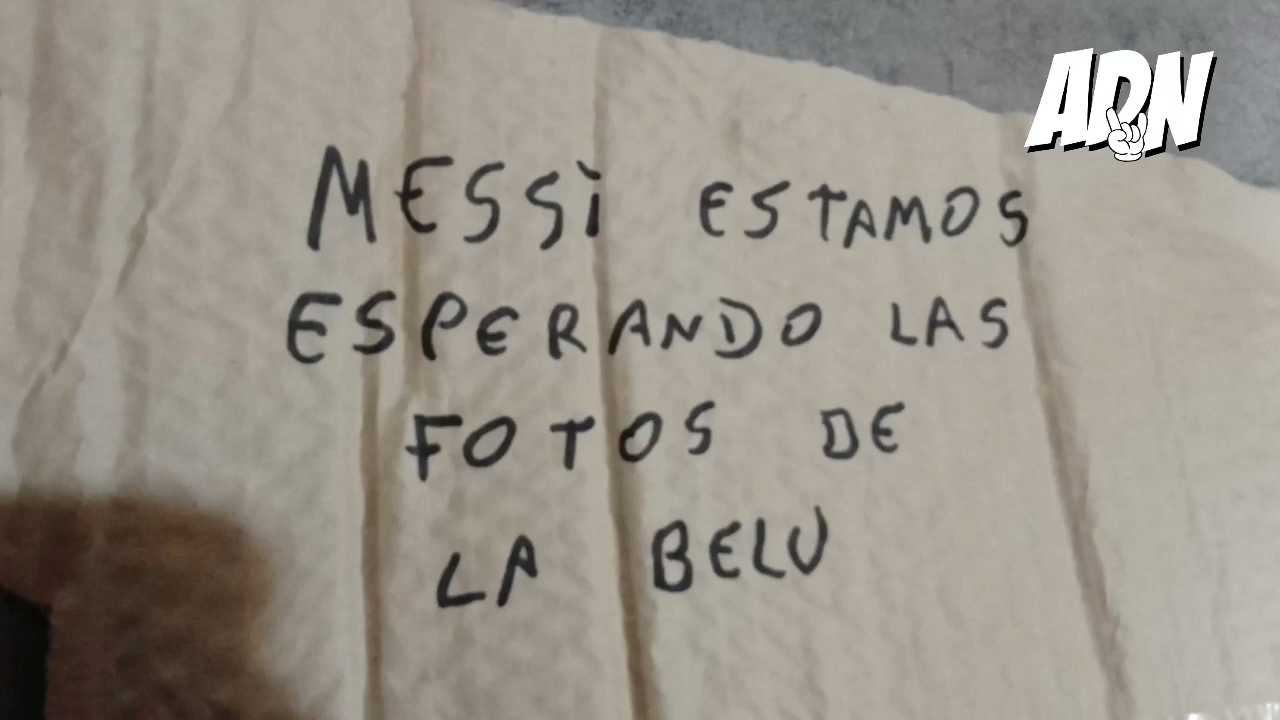 ADN
MESSi ESTAMOS
ESPERANDO LAS
FOTOS DE
LA BELU